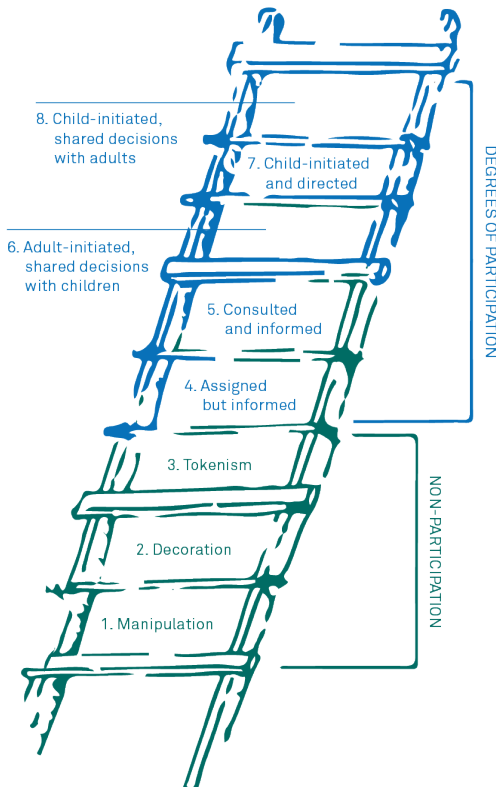 8. Child-initiated,
shared decisions
with adults
7. Child-initiated
and directed
6. Adult-initiated,
shared decisions
with children
5. Consulted
and informed
4. Assigned
but informed
3. Tokenism
2. Decoration
1. Manipulation
DEGREES OF PARTICIPATION
NON-PARTICIPATION